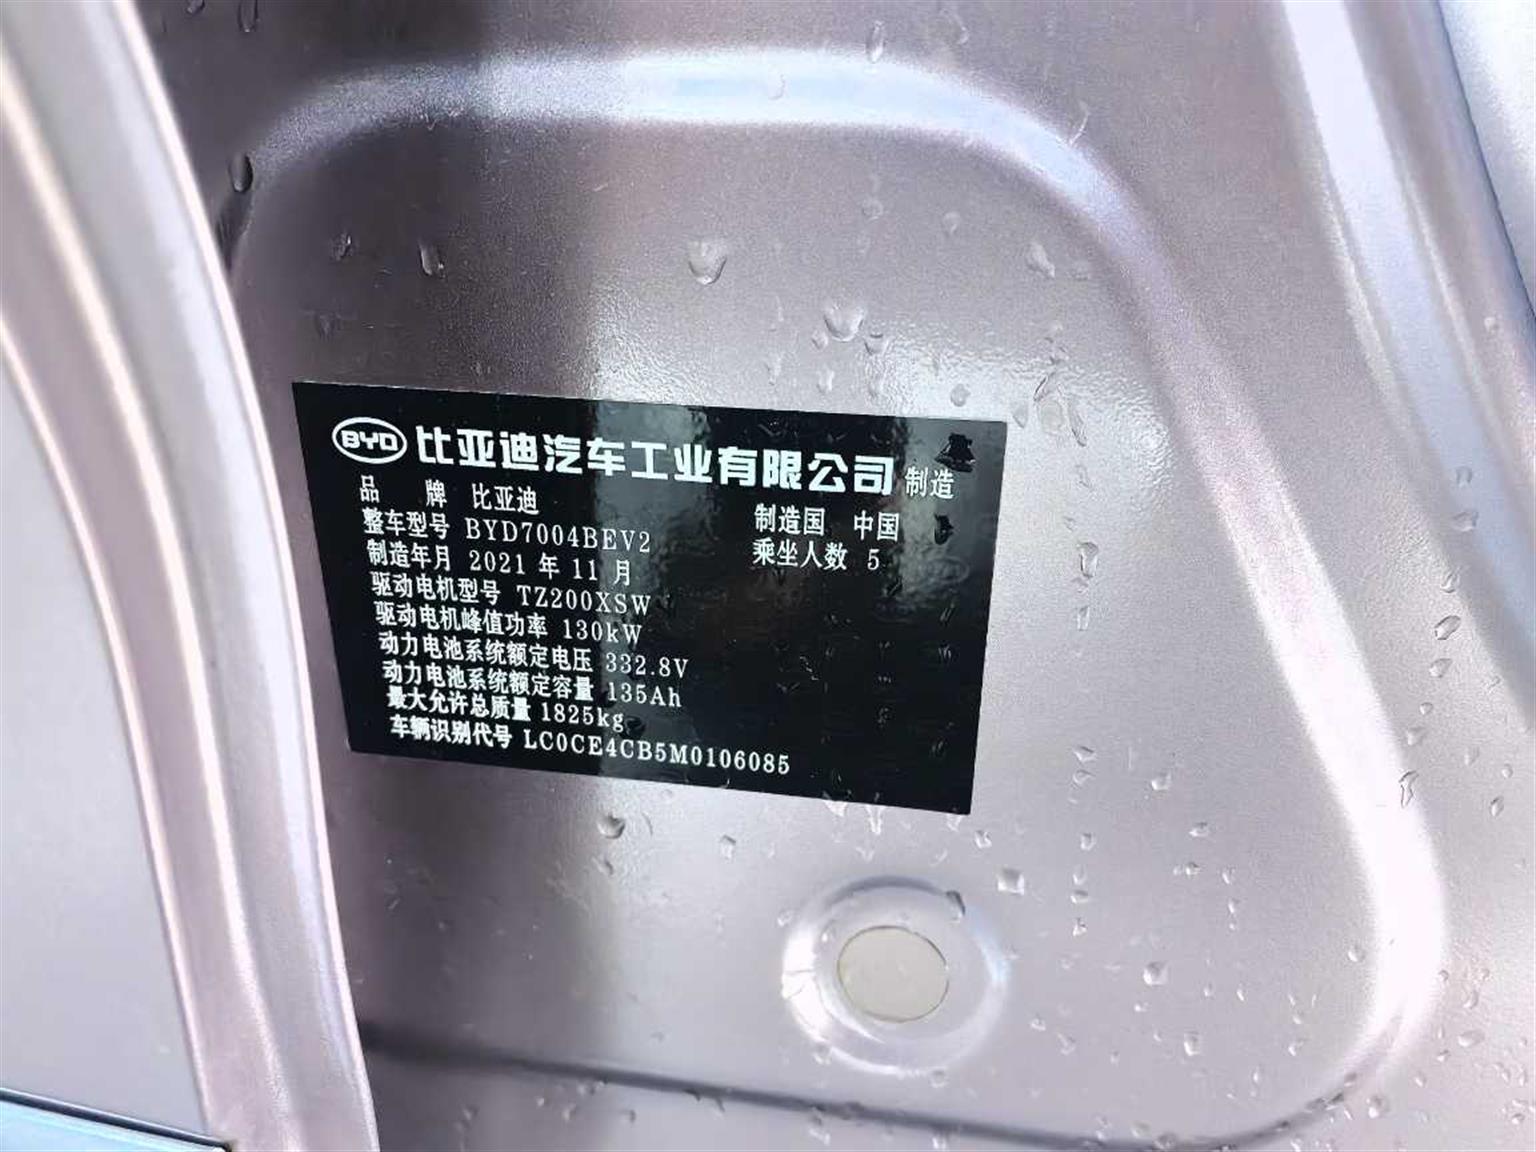 BYD 比亚迪汽车工业有限公司 制造
品 牌 比亚迪 制造国 中国
整车型号 BYD7004BEV2 乘坐人数 5
制造年月 2021 年 11 月
驱动电机型号 TZ200XSW
驱动电机峰值功率 130kW
动力电池系统额定电压 332.8V
动力电池系统额定容量 135Ah
最大允许总质量 1825kg
车辆识别代号 LC0CE4CB5M0106085